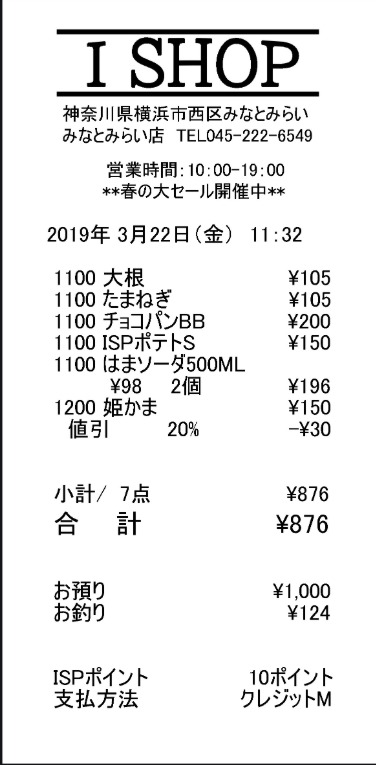 I SHOP
神奈川県横浜市西区みなとみらい
みなとみらい店 TEL045-222-6549
営業時間:10:00-19:00
**春の大セール開催中**
2019年 3月22日(金) 11:32
1100 大根 ¥105
1100 たまねぎ ¥105
1100 チョコパンBB ¥200
1100 ISPポテトS ¥150
1100 はまソーダ500ML
¥98 2個 ¥196
1200 姫かま ¥150
値引 20% -¥30
小計/ 7点 ¥876
合 計 ¥876
お預り ¥1,000
お釣り ¥124
ISPポイント 10ポイント
支払方法 クレジットM